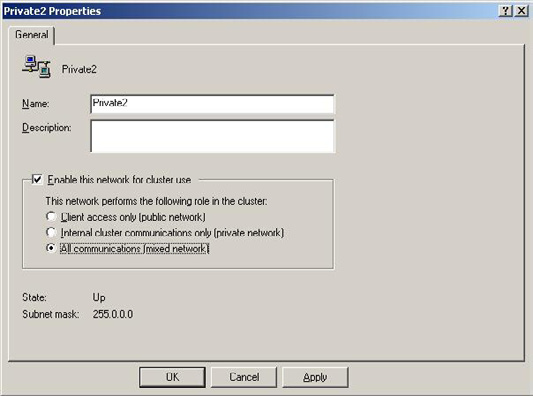 Private2 Properties
General
Private2
Name: Private2
Description:
Enable this network for cluster use
This network performs the following role in the cluster:
Client access only (public network)
Internal cluster communications only (private network)
All communications (mixed network)
State: Up
Subnet mask: 255.0.0.0
OK Cancel Apply